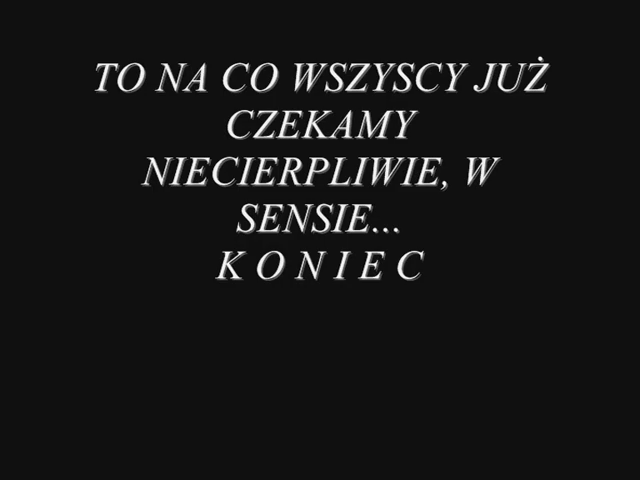 TO NA CO WSZYSCY JUŻ
CZEKAMY
NIECIERPLIWIE, W
SENSIE...
K O N I E C